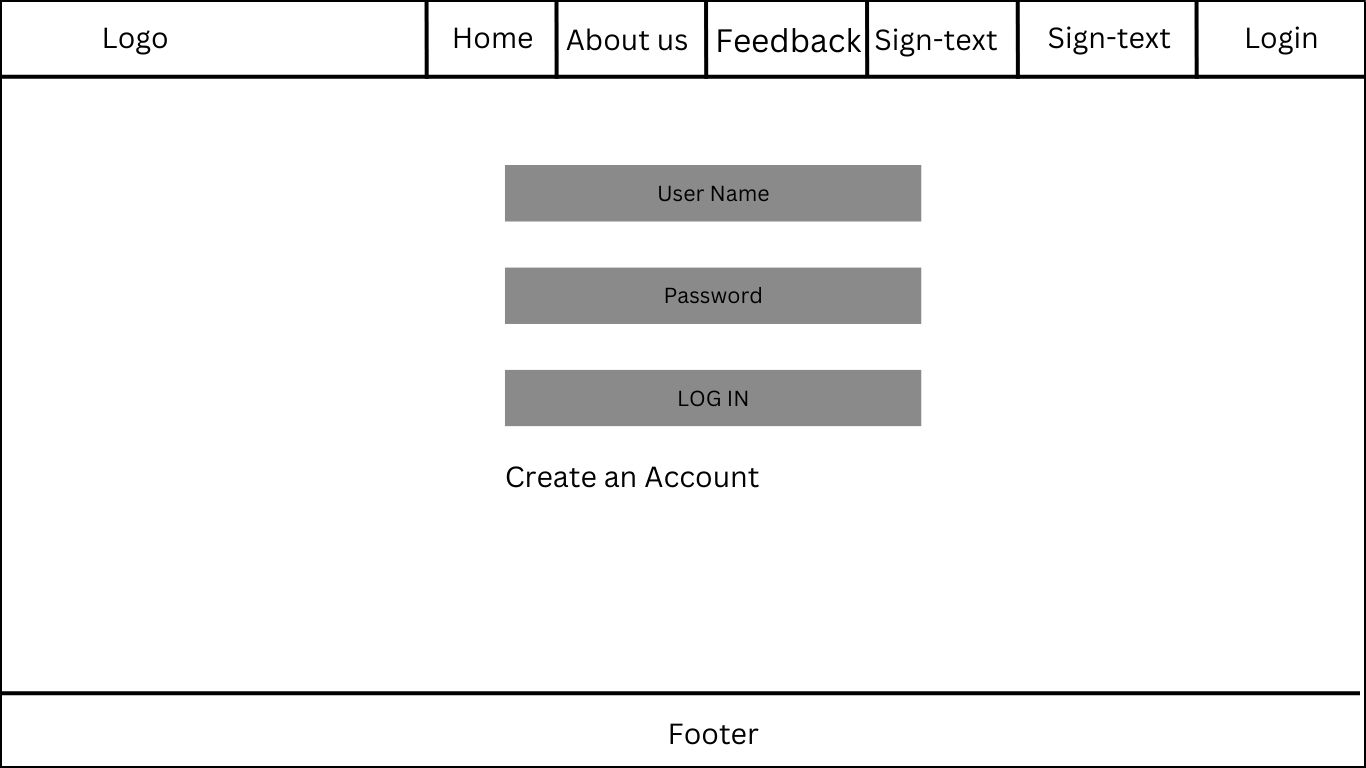 Logo
Home
About us
Feedback
Sign-text
Sign-text
Login
User Name
Password
LOG IN
Create an Account
Footer